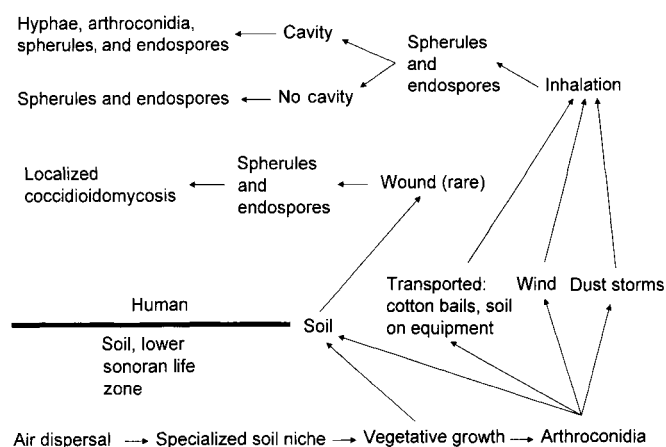 Hyphae, arthroconidia,
spherules, and endospores
Cavity
Spherules
and
endospores
Inhalation
Spherules and endospores
No cavity
Localized
coccidioidomycosis
Spherules
and
endospores
Wound (rare)
Transported:
cotton bails, soil
on equipment
Wind
Dust storms
Human
Soil
Soil, lower
sonoran life
zone
Air dispersal
Specialized soil niche
Vegetative growth
Arthroconidia